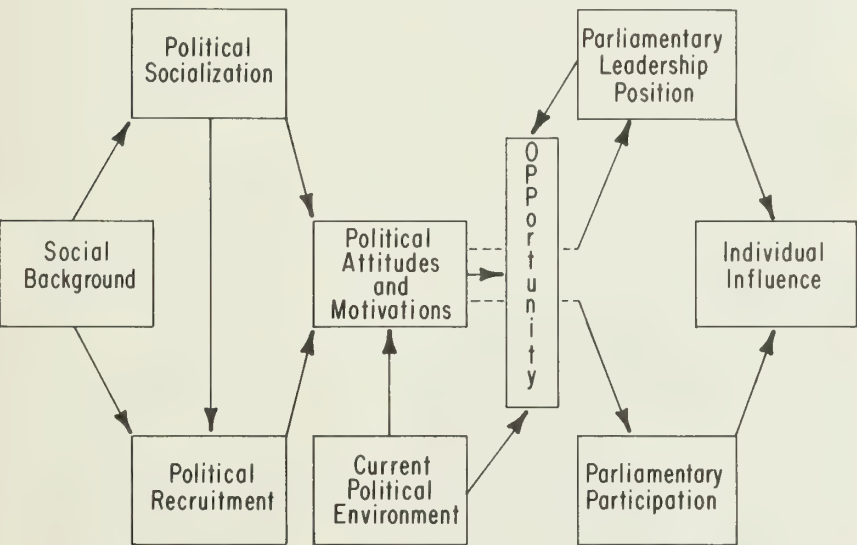 Political
Socialization
Parliamentary
Leadership
Position
OPPortunity
Social
Background
Political
Attitudes
and
Motivations
Individual
Influence
Political
Recruitment
Current
Political
Environment
Parliamentary
Participation